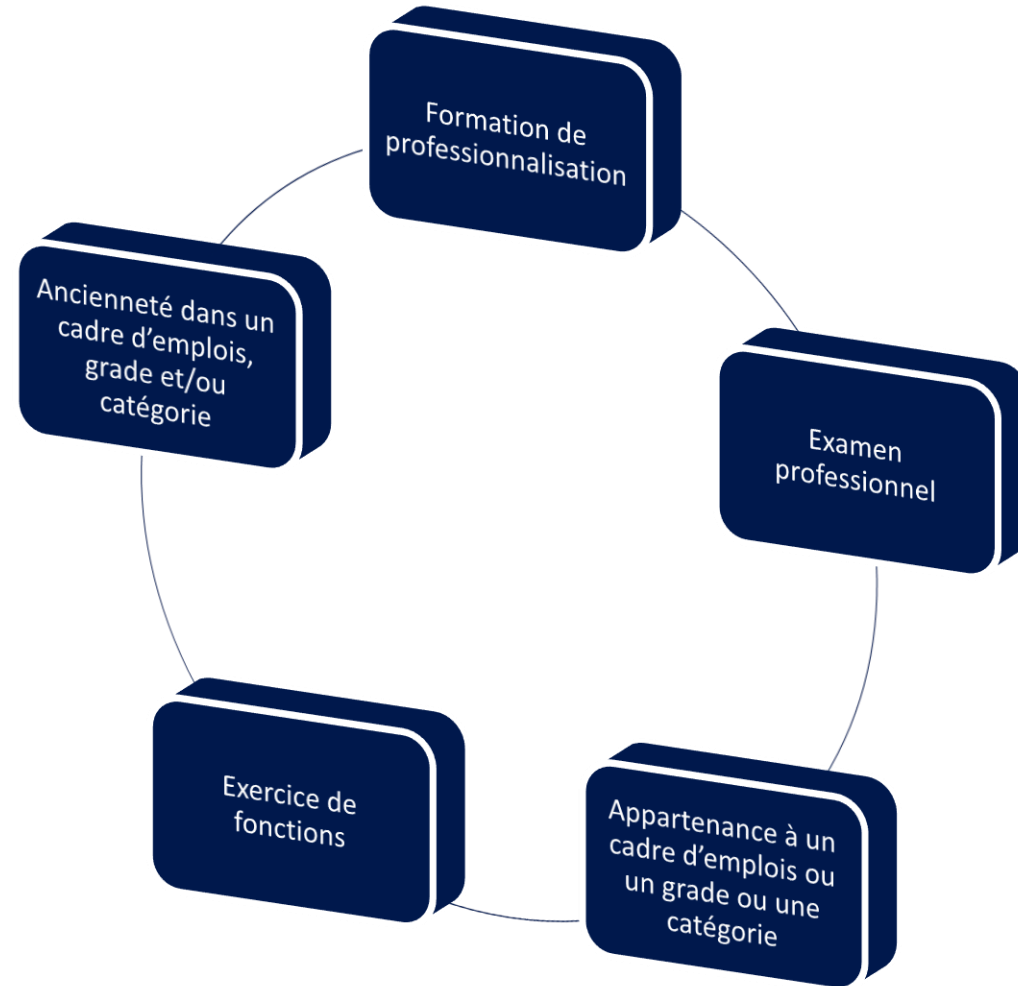 Formation de
professionnalisation
Examen
professionnel
Appartenance à un
cadre d'emplois ou
un grade ou une
catégorie
Exercice de
fonctions
Ancienneté dans un
cadre d'emplois,
grade et/ou
catégorie